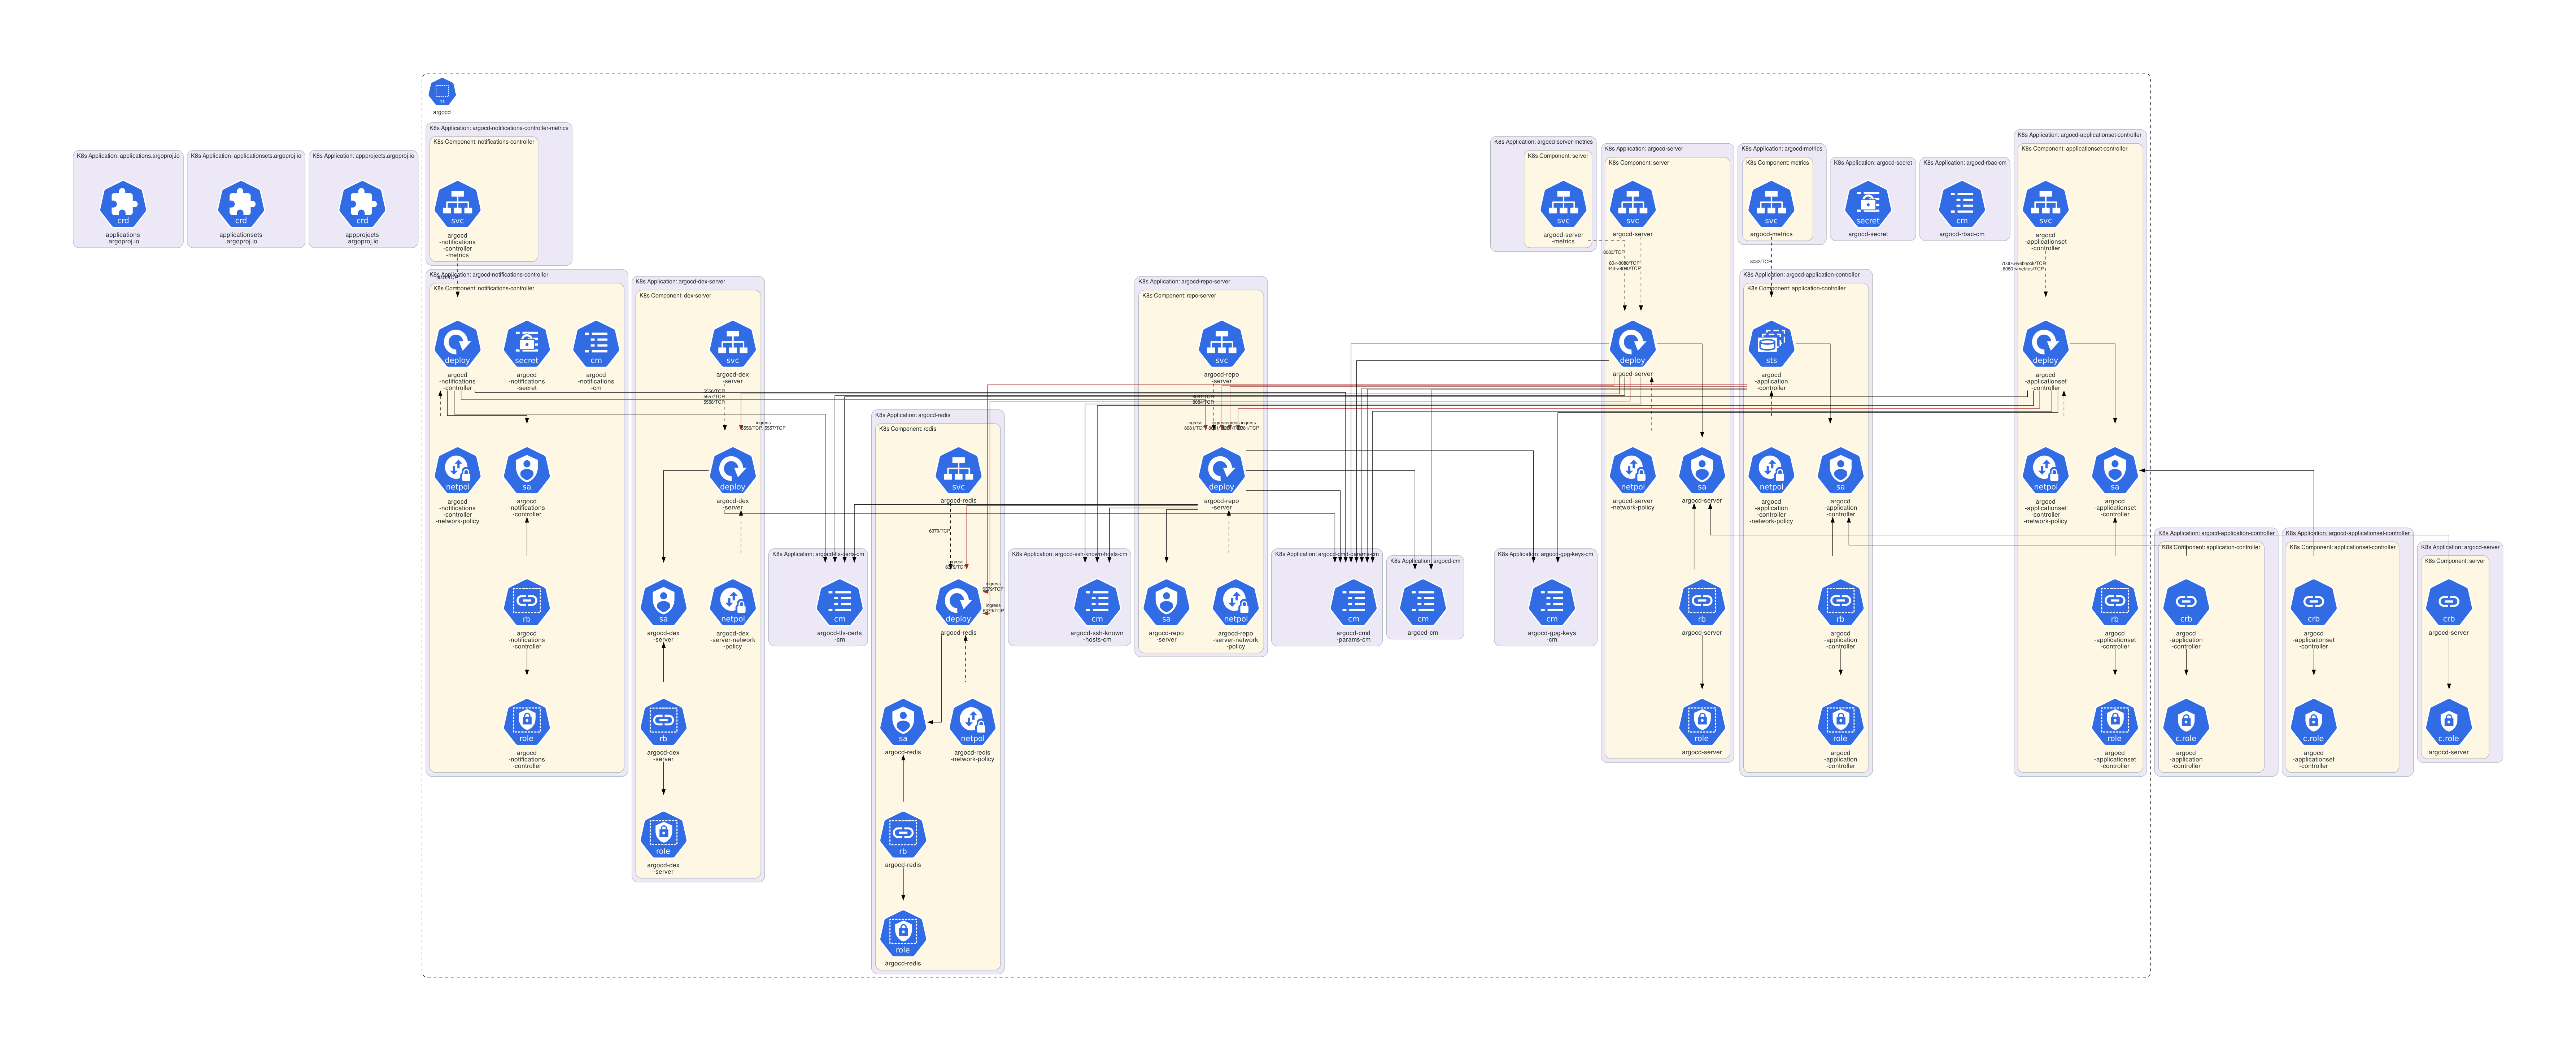 ns
argocd
K8s Application: applications.argoproj.io
crd
applications
.argoproj.io
K8s Application: applicationsets.argoproj.io
crd
applicationsets
.argoproj.io
K8s Application: appprojects.argoproj.io
crd
appprojects
.argoproj.io
K8s Application: argocd-notifications-controller-metrics
K8s Component: notifications-controller
svc
argocd
-notifications
-controller
-metrics
K8s Application: argocd-notifications-controller
K8s Component: notifications-controller
deploy
argocd
-notifications
-controller
secret
argocd
-notifications
-secret
cm
argocd
-notifications
-cm
netpol
argocd
-notifications
-controller
-network-policy
sa
argocd
-notifications
-controller
rb
argocd
-notifications
-controller
role
argocd
-notifications
-controller
K8s Application: argocd-dex-server
K8s Component: dex-server
svc
argocd-dex
-server
5556/TCP
5557/TCP
5558/TCP
ingress
5556/TCP, 5557/TCP
deploy
argocd-dex
-server
sa
argocd-dex
-server
netpol
argocd-dex
-server-network
-policy
rb
argocd-dex
-server
role
argocd-dex
-server
K8s Application: argocd-tls-certs-cm
cm
argocd-tls-certs
-cm
K8s Application: argocd-redis
K8s Component: redis
svc
argocd-redis
6379/TCP
ingress
6379/TCP
ingress
6379/TCP
ingress
6379/TCP
deploy
argocd-redis
sa
argocd-redis
netpol
argocd-redis
-network-policy
rb
argocd-redis
role
argocd-redis
K8s Application: argocd-ssh-known-hosts-cm
cm
argocd-ssh-known
-hosts-cm
K8s Application: argocd-repo-server
K8s Component: repo-server
svc
argocd-repo
-server
8081/TCP
8084/TCP
ingress
8081/TCP
deploy
argocd-repo
-server
sa
argocd-repo
-server
netpol
argocd-repo
-server-network
-policy
K8s Application: argocd-cmd-params-cm
cm
argocd-cmd
-params-cm
K8s Application: argocd-cm
cm
argocd-cm
K8s Application: argocd-gpg-keys-cm
cm
argocd-gpg-keys
-cm
K8s Application: argocd-server-metrics
K8s Component: server
svc
argocd-server
-metrics
8083/TCP
K8s Application: argocd-server
K8s Component: server
svc
argocd-server
80->8080/TCP
443->8080/TCP
deploy
argocd-server
netpol
argocd-server
-network-policy
sa
argocd-server
rb
argocd-server
role
argocd-server
K8s Application: argocd-metrics
K8s Component: metrics
svc
argocd-metrics
8082/TCP
K8s Application: argocd-application-controller
K8s Component: application-controller
sts
argocd
-application
-controller
netpol
argocd
-application
-controller
-network-policy
sa
argocd
-application
-controller
rb
argocd
-application
-controller
role
argocd
-application
-controller
K8s Application: argocd-secret
secret
argocd-secret
K8s Application: argocd-rbac-cm
cm
argocd-rbac-cm
K8s Application: argocd-applicationset-controller
K8s Component: applicationset-controller
svc
argocd
-applicationset
-controller
7000->webhook/TCP
8080->metrics/TCP
deploy
argocd
-applicationset
-controller
netpol
argocd
-applicationset
-controller
-network-policy
sa
argocd
-applicationset
-controller
rb
argocd
-applicationset
-controller
role
argocd
-applicationset
-controller
K8s Application: argocd-application-controller
K8s Component: application-controller
crb
argocd
-application
-controller
c.role
argocd
-application
-controller
K8s Application: argocd-applicationset-controller
K8s Component: applicationset-controller
crb
argocd
-applicationset
-controller
c.role
argocd
-applicationset
-controller
K8s Application: argocd-server
K8s Component: server
crb
argocd-server
c.role
argocd-server